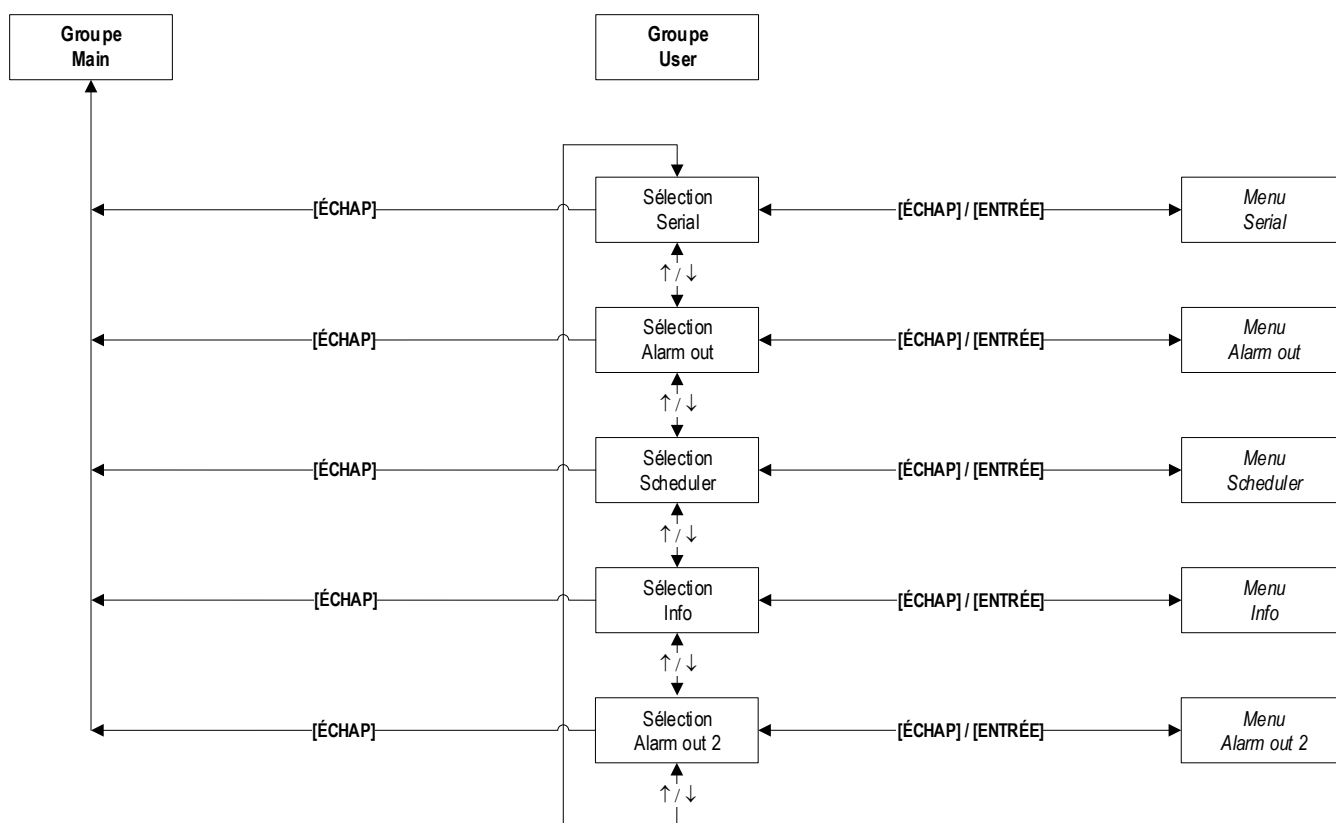 Groupe
Main
Groupe
User
[ÉCHAP]
Sélection
Serial
[ÉCHAP] / [ENTRÉE]
Menu
Serial
↑ / ↓
[ÉCHAP]
Sélection
Alarm out
[ÉCHAP] / [ENTRÉE]
Menu
Alarm out
↑ / ↓
[ÉCHAP]
Sélection
Scheduler
[ÉCHAP] / [ENTRÉE]
Menu
Scheduler
↑ / ↓
[ÉCHAP]
Sélection
Info
[ÉCHAP] / [ENTRÉE]
Menu
Info
↑ / ↓
[ÉCHAP]
Sélection
Alarm out 2
[ÉCHAP] / [ENTRÉE]
Menu
Alarm out 2
↑ / ↓